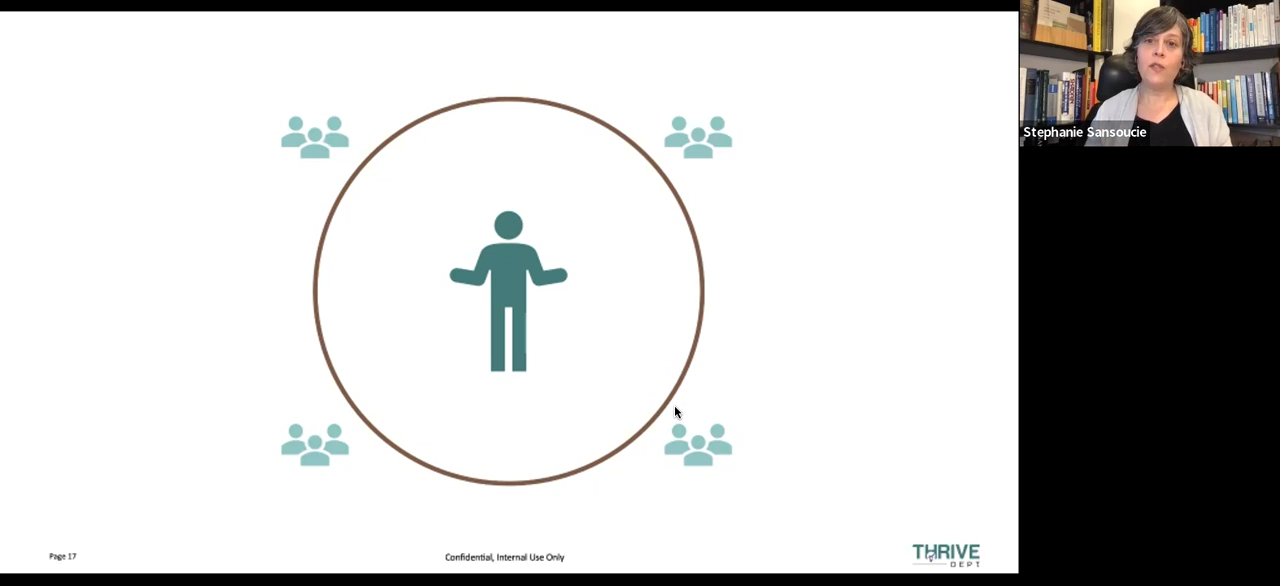 Stephanie Sansoucie
Page 17
Confidential, Internal Use Only
THRIVE
DEPT